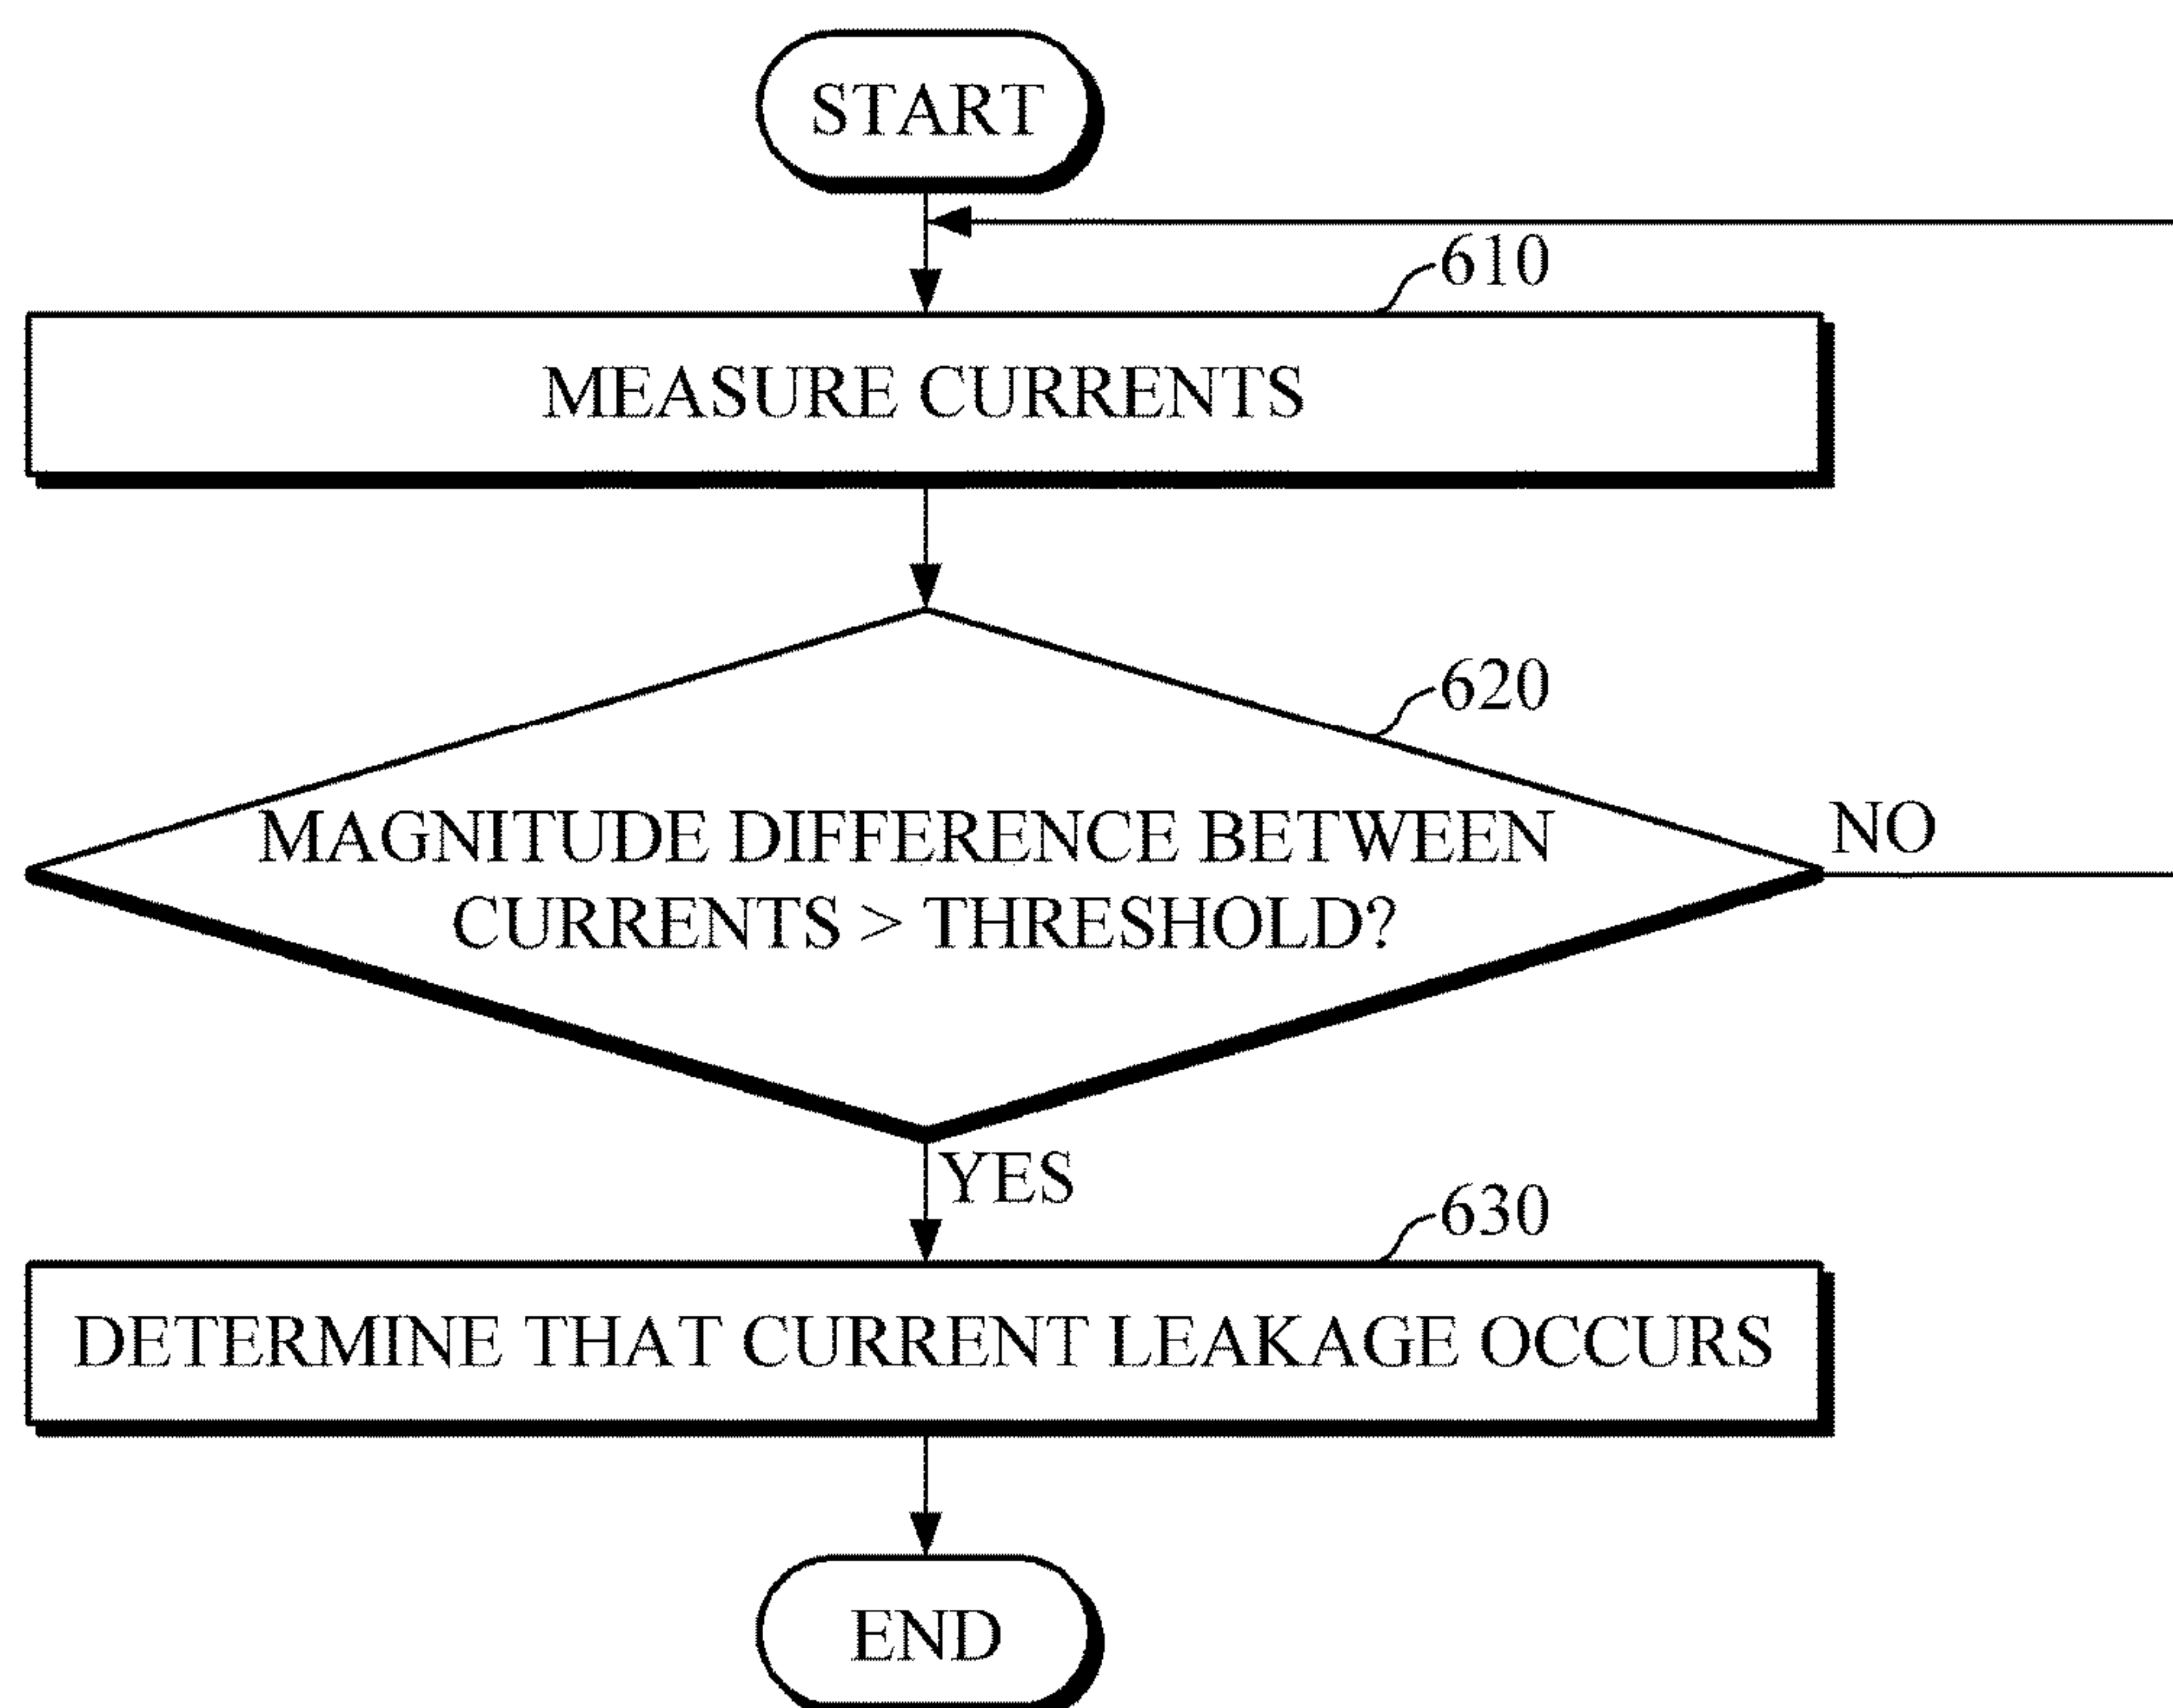 START
610
MEASURE CURRENTS
620
MAGNITUDE DIFFERENCE BETWEEN
CURRENTS > THRESHOLD?
NO
YES
630
DETERMINE THAT CURRENT LEAKAGE OCCURS
END